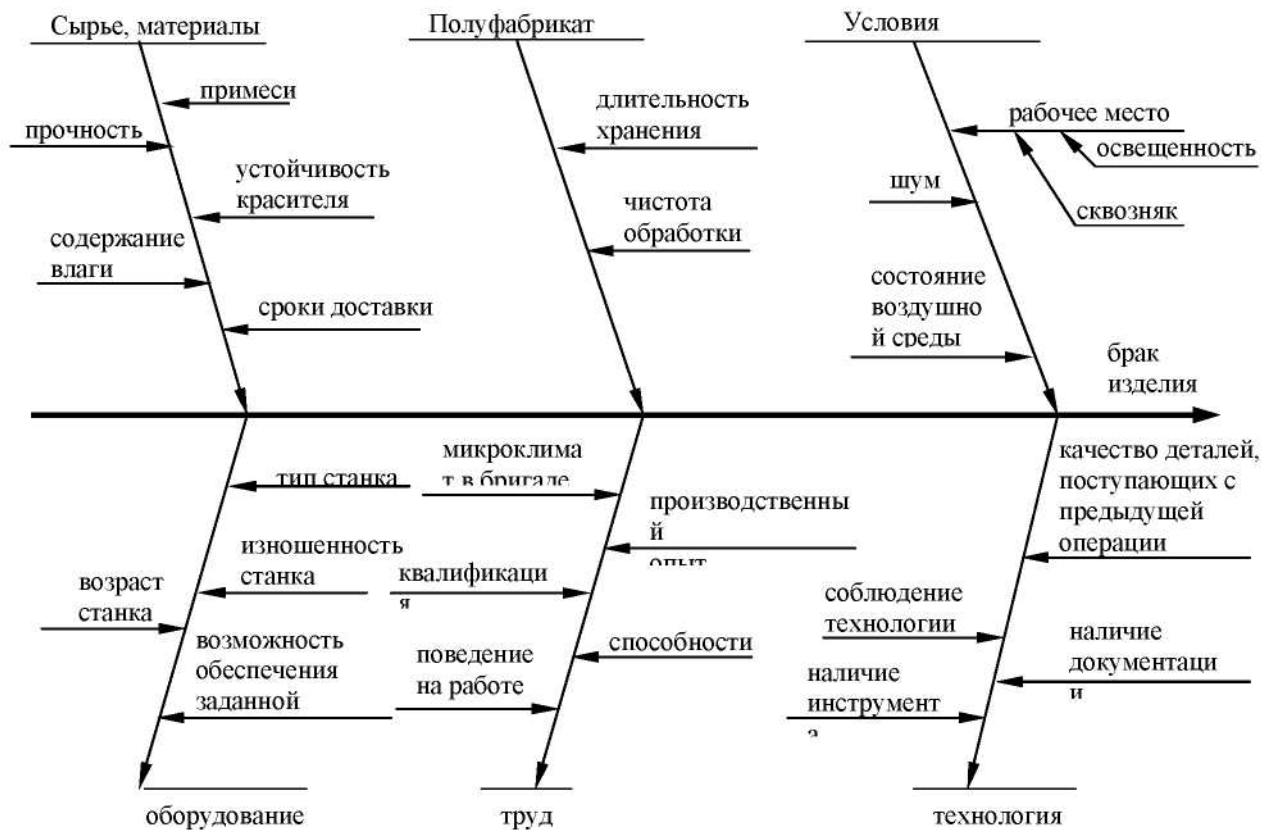 Сырье, материалы
Полуфабрикат
Условия
примеси
прочность
устойчивость
красителя
содержание
влаги
сроки доставки
длительность
хранения
чистота
обработки
рабочее место
освещенность
шум
сквозняк
состояние
воздушно
й среды
брак
изделия
тип станка
изношенность
станка
возраст
станка
возможность
обеспечения
заданной
микроклима
т в бригаде
производственны
й
опыт
квалификаци
я
способности
поведение
на работе
качество деталей,
поступающих с
предыдущей
операции
соблюдение
технологии
наличие
документаци
и
наличие
инструмент
а
оборудование
труд
технология